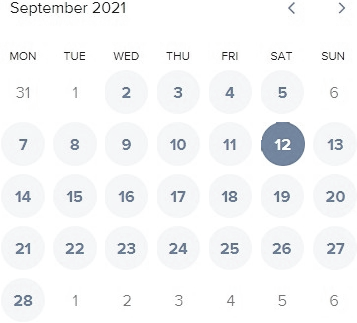 September 2021
MON TUE WED THU FRI SAT SUN
31 1 2 3 4 5 6
7 8 9 10 11 12 13
14 15 16 17 18 19 20
21 22 23 24 25 26 27
28 1 2 3 4 5 6